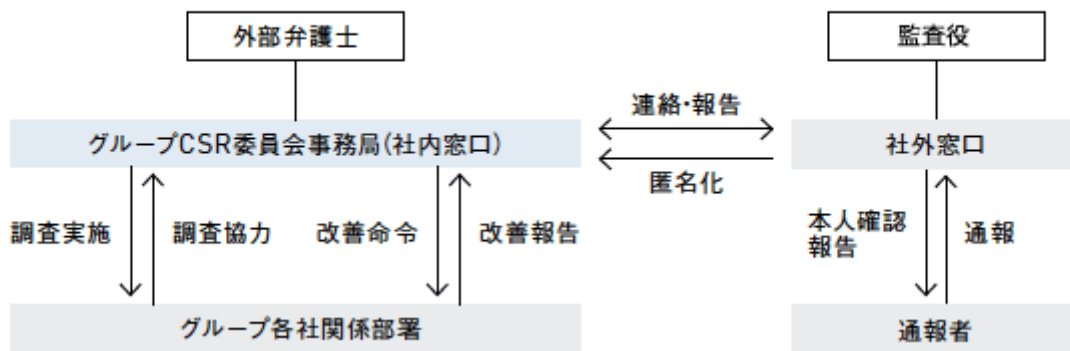 外部弁護士
監査役
連絡・報告
グループCSR委員会事務局(社内窓口)
社外窓口
匿名化
調査実施
調査協力
改善命令
改善報告
本人確認
報告
通報
グループ各社関係部署
通報者